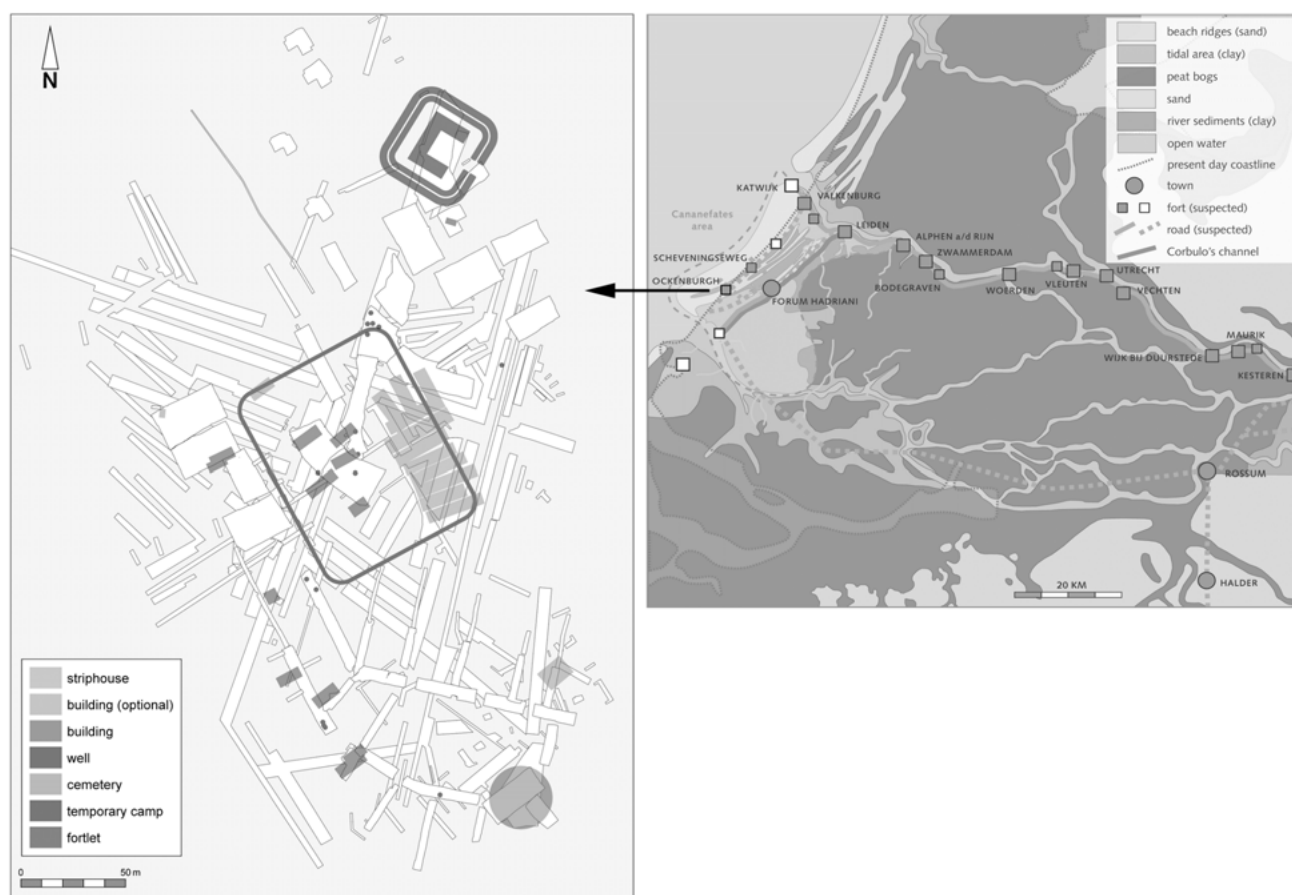 N
striphouse
building (optional)
building
well
cemetery
temporary camp
fortlet
0
50 m
beach ridges (sand)
tidal area (clay)
peat bogs
sand
river sediments (clay)
open water
present day coastline
town
fort (suspected)
road (suspected)
Corbulo's channel
KATWIJK
VALKENBURG
Cananefates
area
LEIDEN
ALPHEN a/d RIJN
SCHEVENINGSEWEG
ZWAMMERDAM
OCKENBURGH
UTRECHT
BODEGRAVEN
WOERDEN
VLEUTEN
VECHTEN
FORUM HADRIANI
MAURIK
WIJK BIJ DUURSTEDE
KESTEREN
ROSSUM
20 KM
HALDER